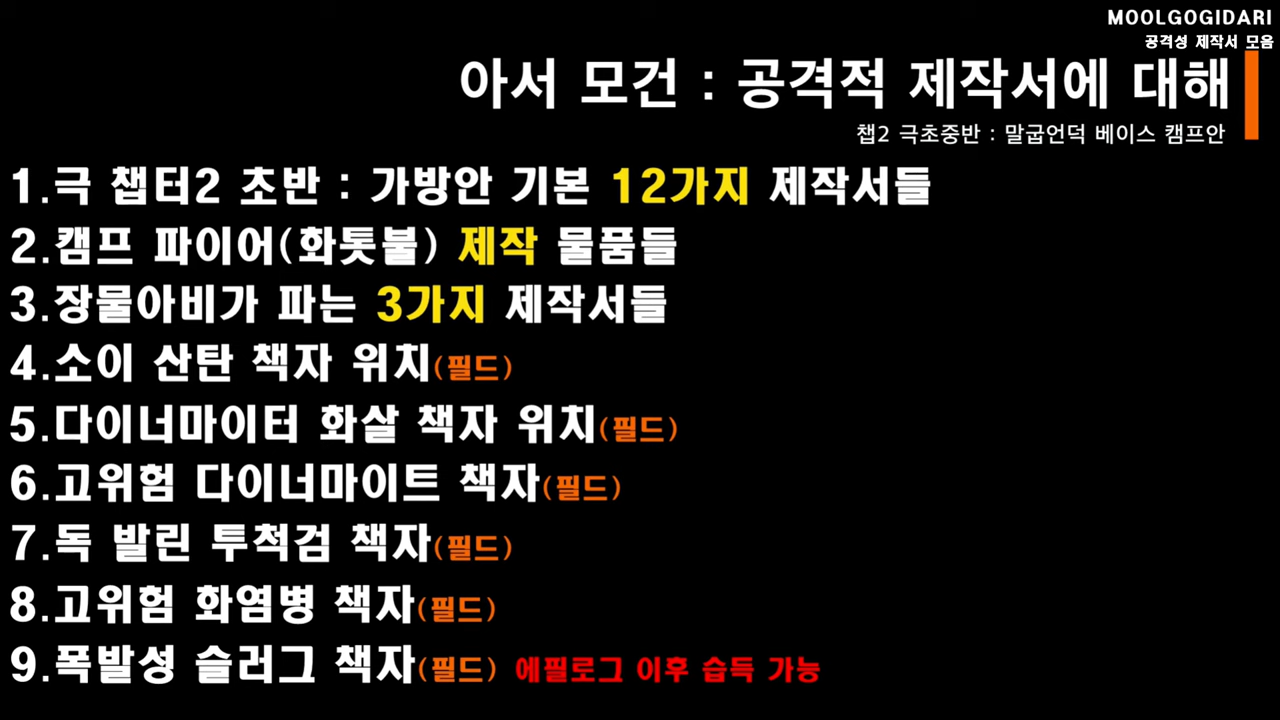 MOOLGOGIDARI
공격성 제작서 모음
아서 모건 : 공격적 제작서에 대해
챕2 극초중반 : 말굽언덕 베이스 캠프안
1.극 챕터2 초반 : 가방안 기본 12가지 제작서들
2.캠프 파이어(화톳불) 제작 물품들
3.장물아비가 파는 3가지 제작서들
4.소이 산탄 책자 위치(필드)
5.다이너마이터 화살 책자 위치(필드)
6.고위험 다이너마이트 책자(필드)
7.독 발린 투척검 책자(필드)
8.고위험 화염병 책자(필드)
9.폭발성 슬러그 책자(필드) 에필로그 이후 습득 가능